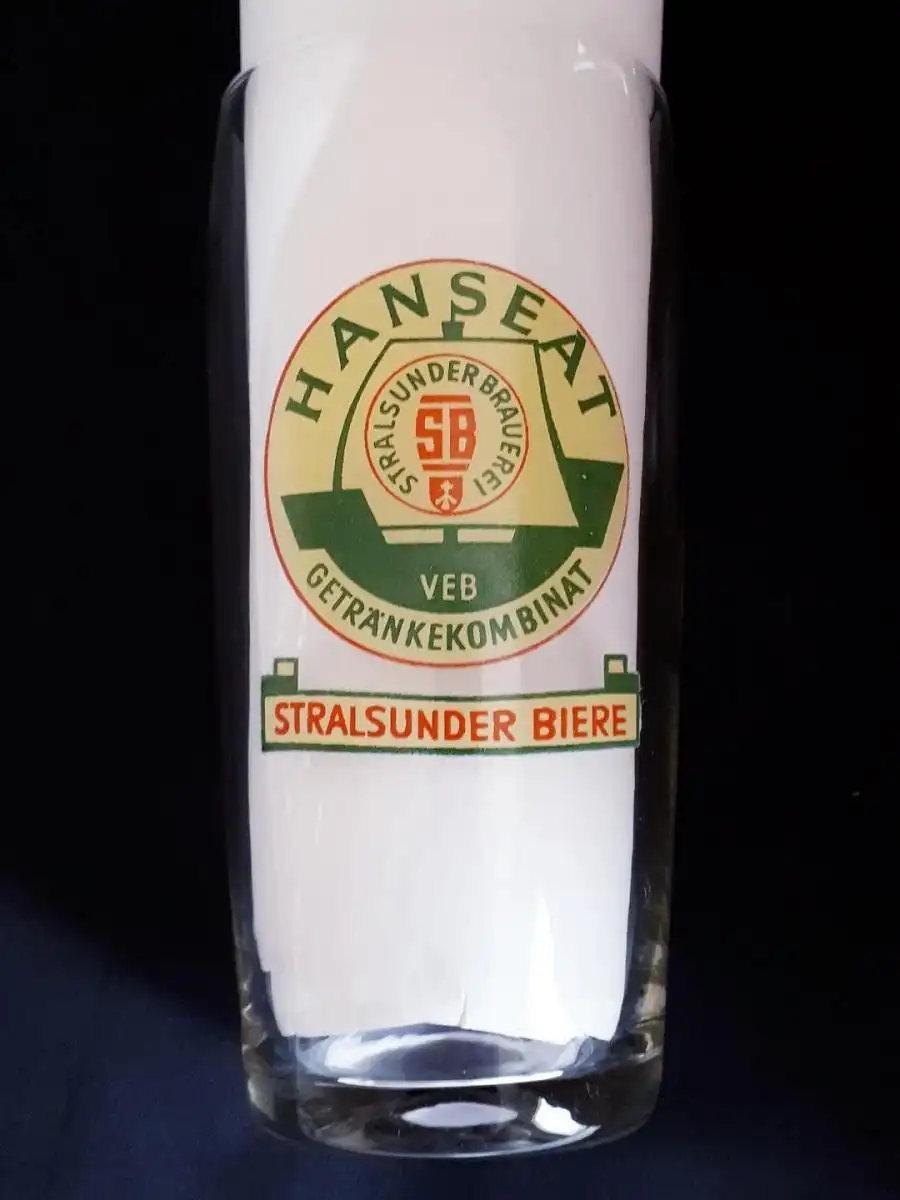 HANSEAT
STRALSUNDER BRAUEREI
SB
VEB
GETRÄNKEKOMBINAT
STRALSUNDER BIERE